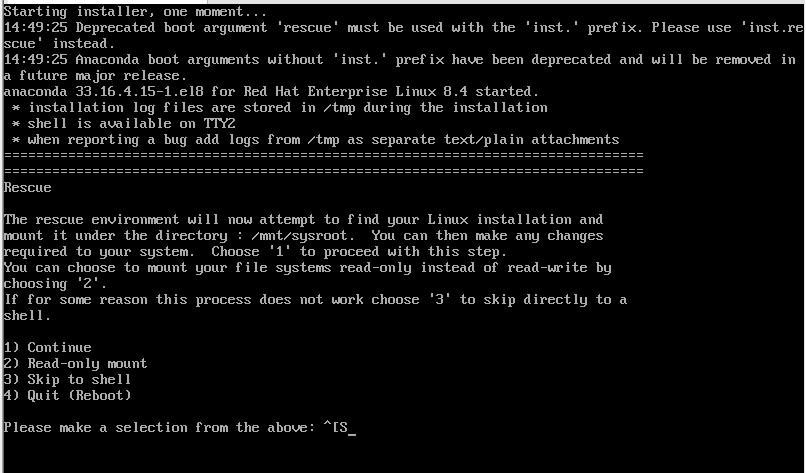 Starting installer, one moment...
14:49:25 Deprecated boot argument 'rescue' must be used with the 'inst.' prefix. Please use 'inst.re
scue' instead.
14:49:25 Anaconda boot arguments without 'inst.' prefix have been deprecated and will be removed in
a future major release.
anaconda 33.16.4.15-1.el8 for Red Hat Enterprise Linux 8.4 started.
 * installation log files are stored in /tmp during the installation
 * shell is available on TTY2
 * when reporting a bug add logs from /tmp as separate text/plain attachments
================================================================================
================================================================================
Rescue

The rescue environment will now attempt to find your Linux installation and
mount it under the directory : /mnt/sysroot.  You can then make any changes
required to your system.  Choose '1' to proceed with this step.
You can choose to mount your file systems read-only instead of read-write by
choosing '2'.
If for some reason this process does not work choose '3' to skip directly to a
shell.

1) Continue
2) Read-only mount
3) Skip to shell
4) Quit (Reboot)

Please make a selection from the above: ^[S_